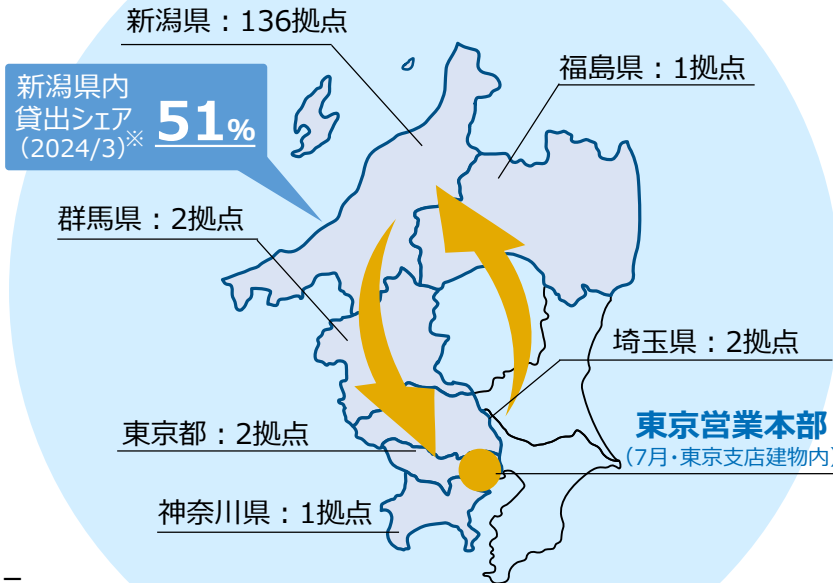 新潟県：136拠点
福島県：1拠点
新潟県内
貸出シェア
(2024/3)※ 51%
群馬県：2拠点
埼玉県：2拠点
東京都：2拠点
東京営業本部
(7月・東京支店建物内)
神奈川県：1拠点